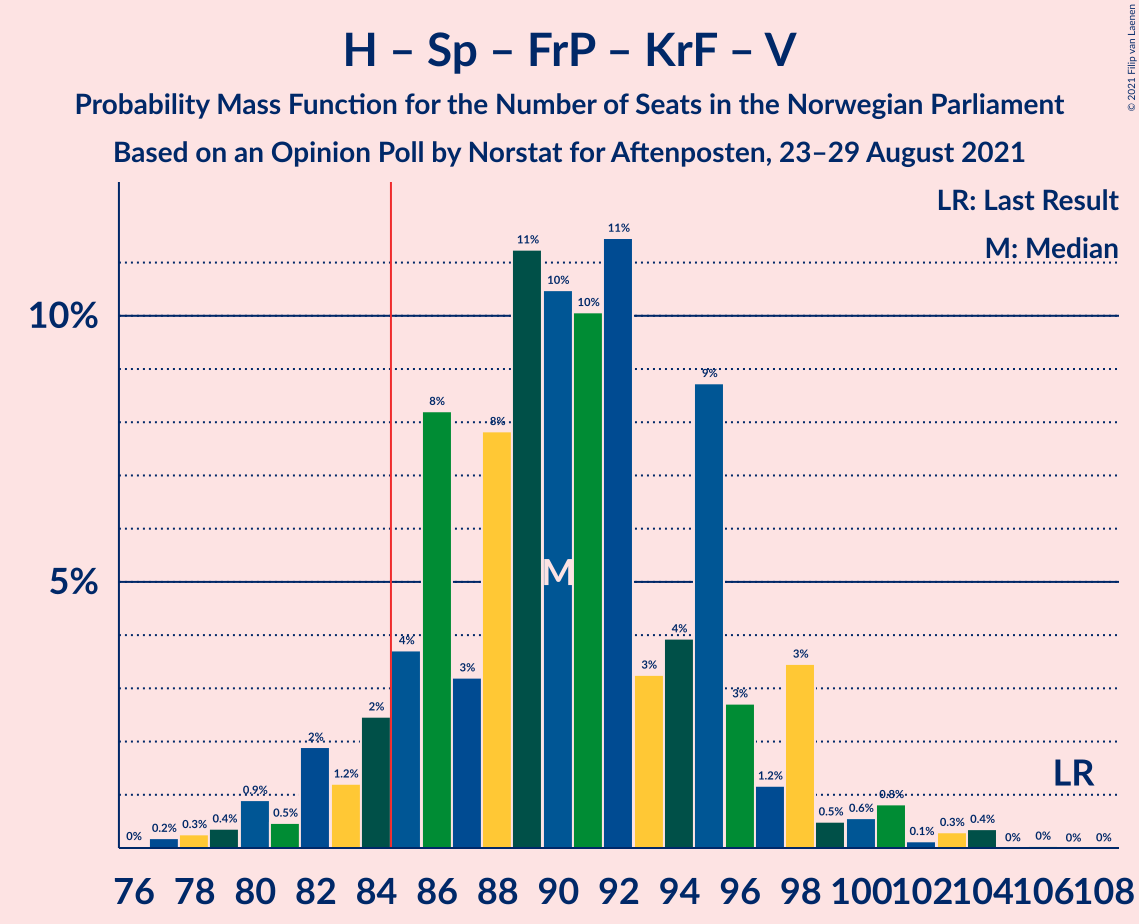 H – Sp – FrP – KrF – V
Probability Mass Function for the Number of Seats in the Norwegian Parliament
Based on an Opinion Poll by Norstat for Aftenposten, 23–29 August 2021
© 2021 Filip van Laenen
LR: Last Result
M: Median
10%
5%
0% 0.2% 0.3% 0.4% 0.9% 0.5% 2% 1.2% 2% 4% 8% 3% 8% 11% 10% 10% 11% 3% 4% 9% 3% 1.2% 3% 0.5% 0.6% 0.8% 0.1% 0.3% 0.4% 0% 0% 0% 0%
M
LR
76 78 80 82 84 86 88 90 92 94 96 98 100 102 104 106 108